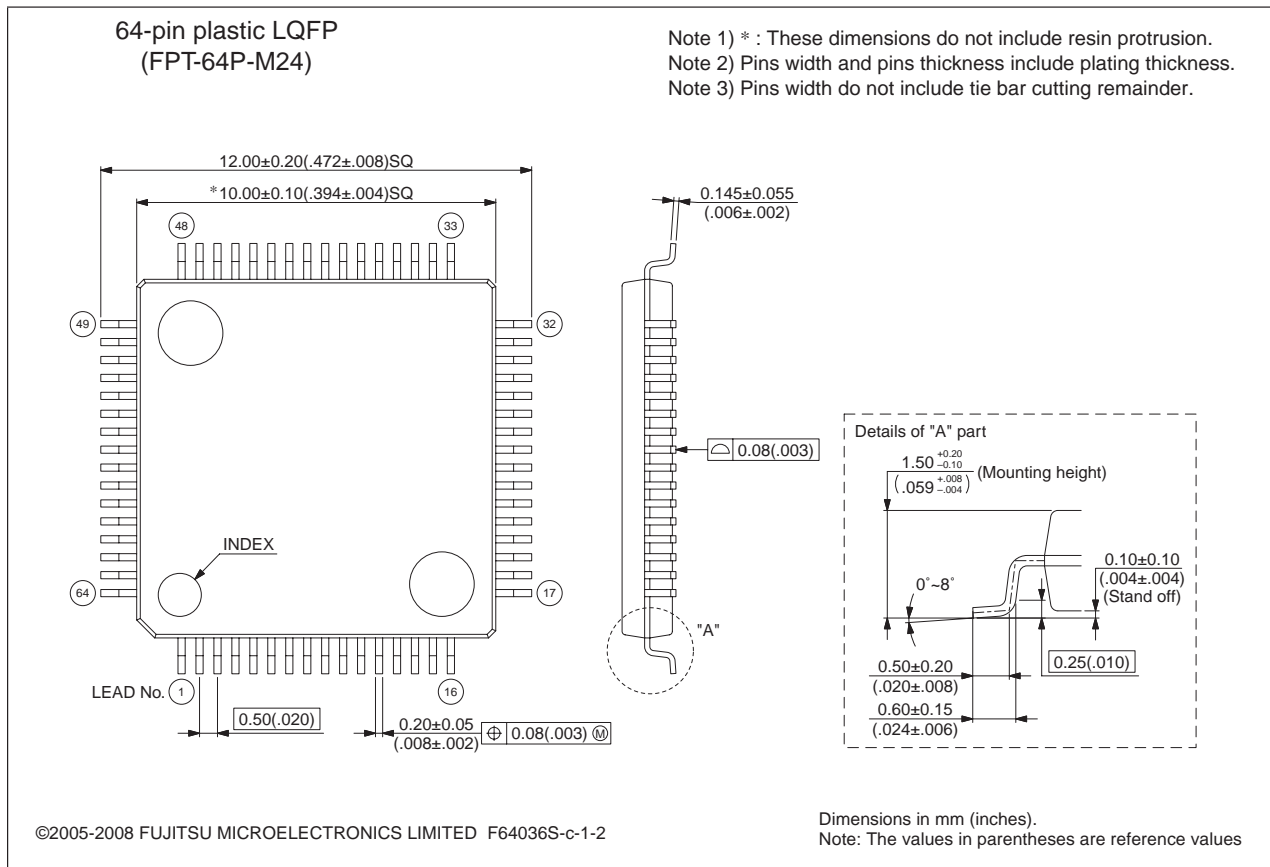 64-pin plastic LQFP
(FPT-64P-M24)
Note 1) * : These dimensions do not include resin protrusion.
Note 2) Pins width and pins thickness include plating thickness.
Note 3) Pins width do not include tie bar cutting remainder.
12.00±0.20(.472±.008)SQ
*10.00±0.10(.394±.004)SQ
0.145±0.055
(.006±.002)
48
33
49
32
INDEX
64
17
0.08(.003)
"A"
LEAD No.
1
16
0.50(.020)
0.20±0.05
(.008±.002)
⌖ 0.08(.003) Ⓜ
Details of "A" part
1.50 +0.20 –0.10
(.059 +.008 –.004)
(Mounting height)
0°~8°
0.10±0.10
(.004±.004)
(Stand off)
0.25(.010)
0.50±0.20
(.020±.008)
0.60±0.15
(.024±.006)
©2005-2008 FUJITSU MICROELECTRONICS LIMITED F64036S-c-1-2
Dimensions in mm (inches).
Note: The values in parentheses are reference values